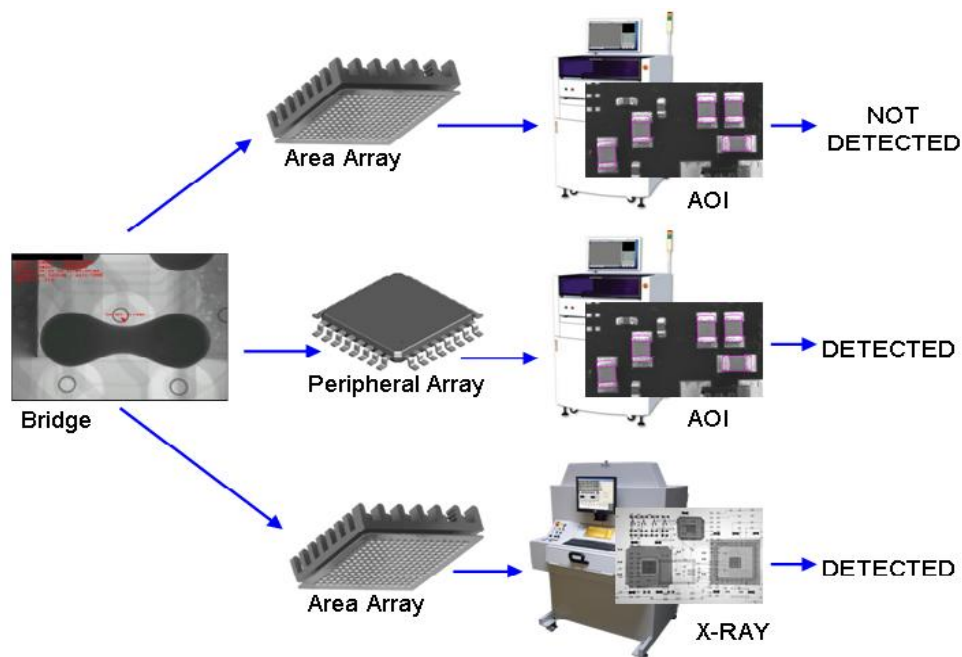 Area Array
AOI
NOT
DETECTED
Bridge
Peripheral Array
AOI
DETECTED
Area Array
X-RAY
DETECTED